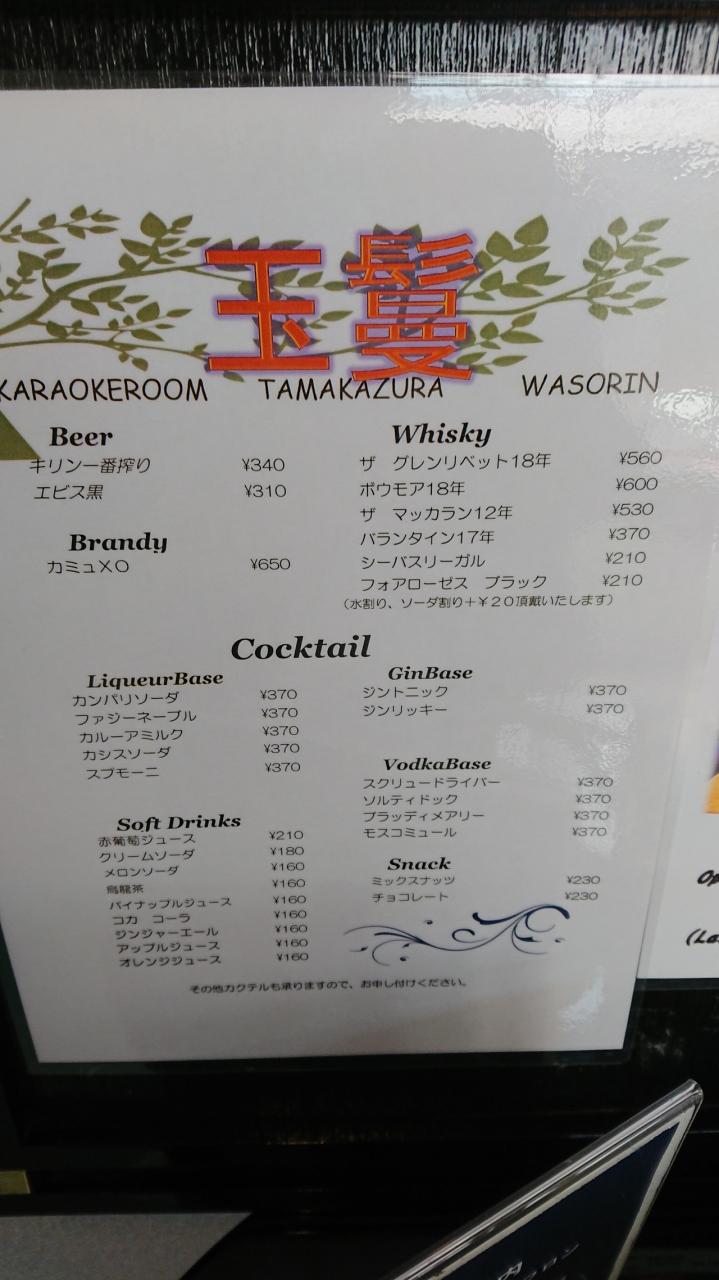 玉鬘
KARAOKEROOM TAMAKAZURA WASORIN
Beer
キリン一番搾り ¥340
エビス黒 ¥310
Brandy
カミュXO ¥650
Whisky
ザ グレンリベット18年 ¥560
ボウモア18年 ¥600
ザ マッカラン12年 ¥530
バランタイン17年 ¥370
シーバスリーガル ¥210
フォアローゼス ブラック ¥210
(水割り、ソーダ割り+¥20頂戴いたします)
Cocktail
LiqueurBase
カンパリソーダ ¥370
ファジーネーブル ¥370
カルーアミルク ¥370
カシスソーダ ¥370
スプモーニ ¥370
GinBase
ジントニック ¥370
ジンリッキー ¥370
VodkaBase
スクリュードライバー ¥370
ソルティドック ¥370
ブラッディメアリー ¥370
モスコミュール ¥370
Soft Drinks
赤葡萄ジュース ¥210
クリームソーダ ¥180
メロンソーダ ¥160
烏龍茶 ¥160
パイナップルジュース ¥160
コカ コーラ ¥160
ジンジャーエール ¥160
アップルジュース ¥160
オレンジジュース ¥160
Snack
ミックスナッツ ¥230
チョコレート ¥230
その他カクテルも承りますので、お申し付けください。